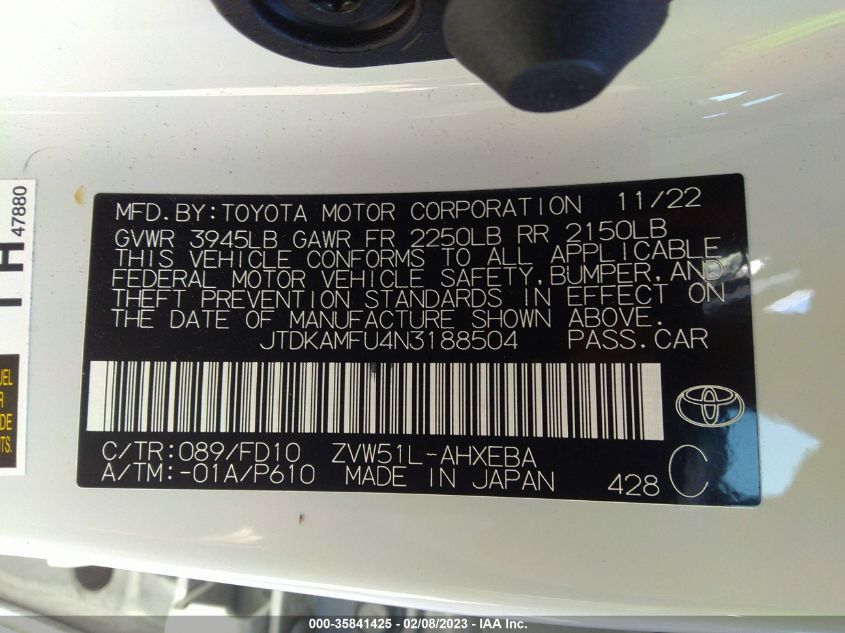 MFD.BY:TOYOTA MOTOR CORPORATION 11/22
GVWR 3945LB GAWR FR 2250LB RR 2150LB
THIS VEHICLE CONFORMS TO ALL APPLICABLE
FEDERAL MOTOR VEHICLE SAFETY,BUMPER,AND
THEFT PREVENTION STANDARDS IN EFFECT ON
THE DATE OF MANUFACTURE SHOWN ABOVE.
JTDKAMFU4N3188504 PASS.CAR
C/TR:089/FD10 ZVW51L-AHXEBA
A/TM:-01A/P610 MADE IN JAPAN 428 C
47880
000-35841425 - 02/08/2023 - IAA Inc.